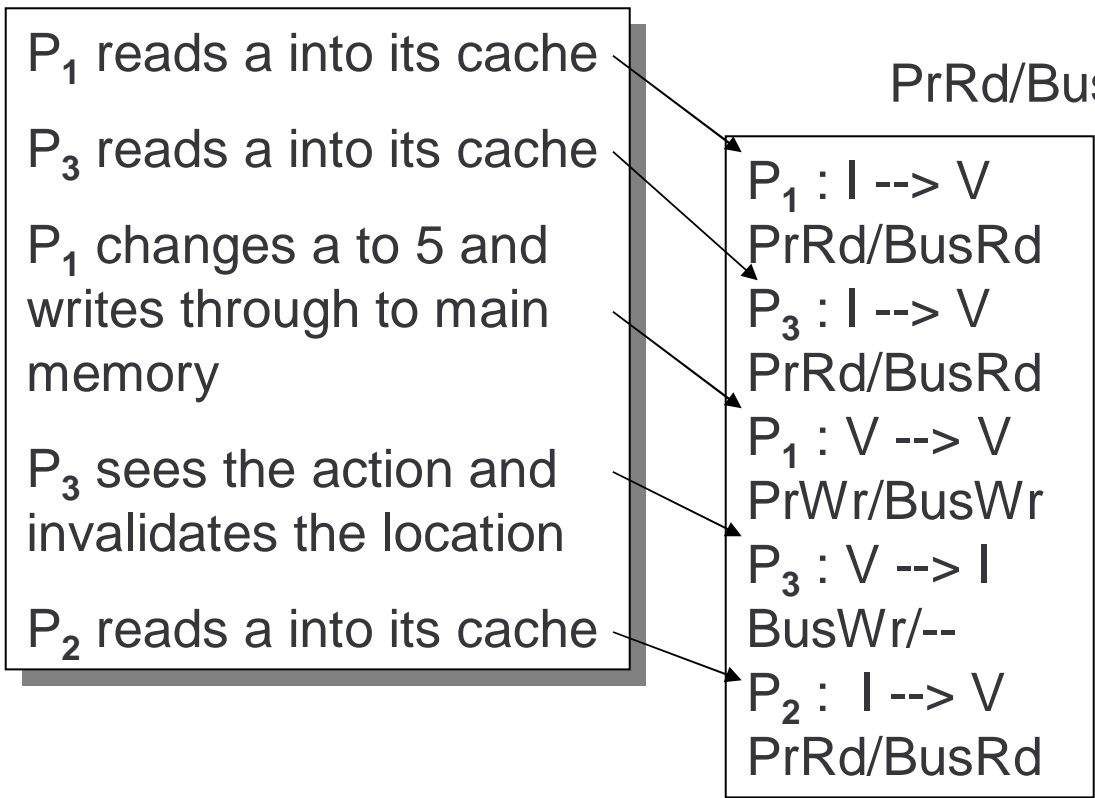 P1 reads a into its cache
P3 reads a into its cache
P1 changes a to 5 and
writes through to main
memory
P3 sees the action and
invalidates the location
P2 reads a into its cache
PrRd/Bus
P1 : I --> V
PrRd/BusRd
P3 : I --> V
PrRd/BusRd
P1 : V --> V
PrWr/BusWr
P3 : V --> I
BusWr/--
P2 : I --> V
PrRd/BusRd